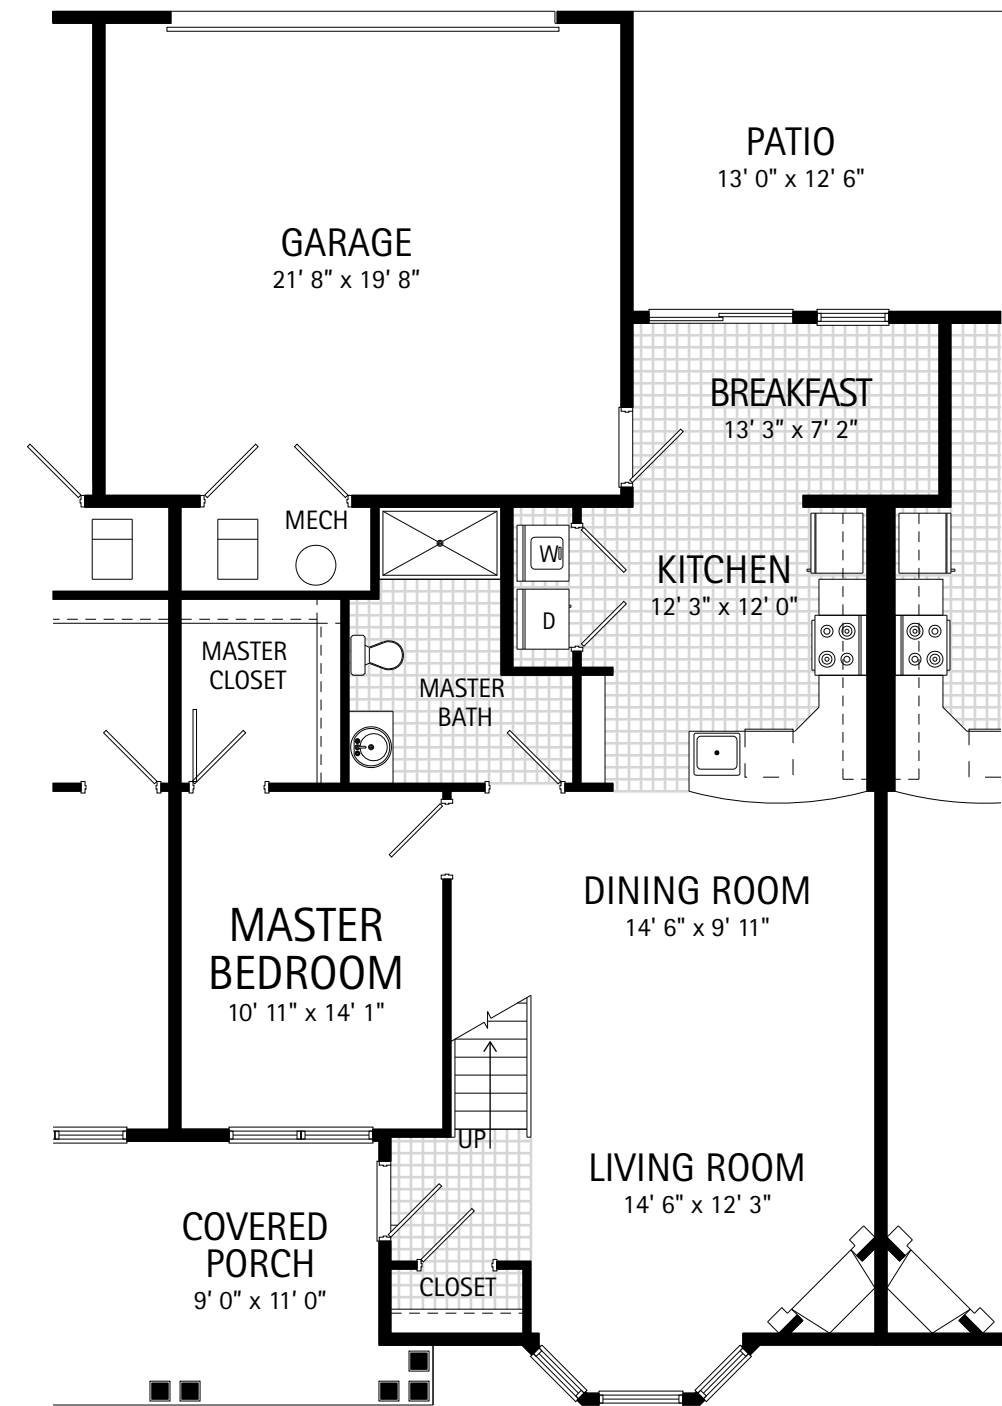 PATIO
13' 0" x 12' 6"
GARAGE
21' 8" x 19' 8"
BREAKFAST
13' 3" x 7' 2"
MECH
W
KITCHEN
12' 3" x 12' 0"
D
MASTER
CLOSET
MASTER
BATH
DINING ROOM
14' 6" x 9' 11"
MASTER
BEDROOM
10' 11" x 14' 1"
UP
LIVING ROOM
14' 6" x 12' 3"
COVERED
PORCH
9' 0" x 11' 0"
CLOSET